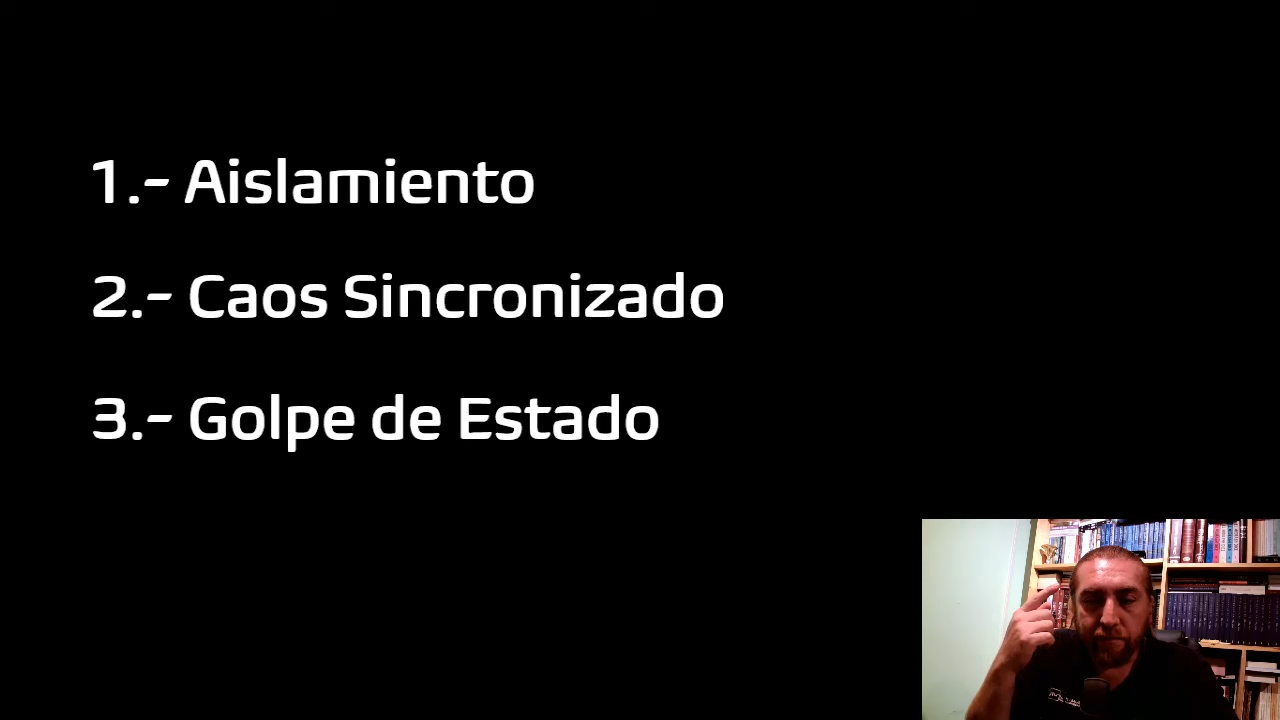 1.- Aislamiento
2.- Caos Sincronizado
3.- Golpe de Estado